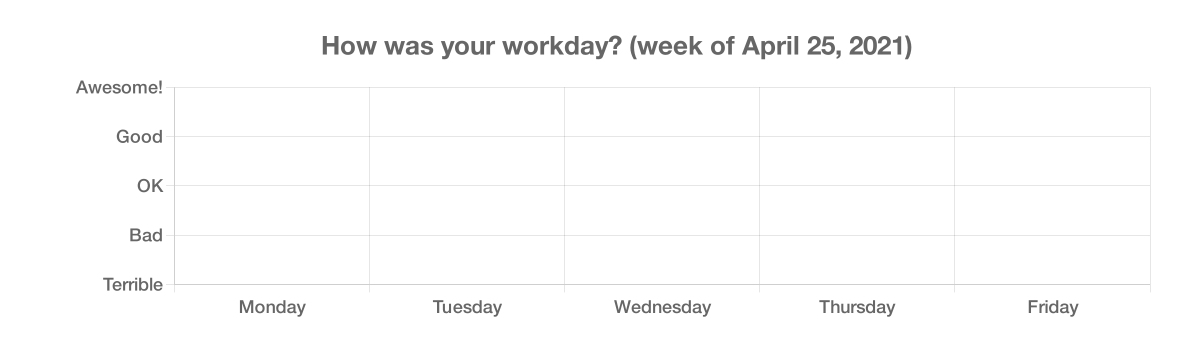 How was your workday? (week of April 25, 2021)
Awesome!
Good
OK
Bad
Terrible
Monday Tuesday Wednesday Thursday Friday